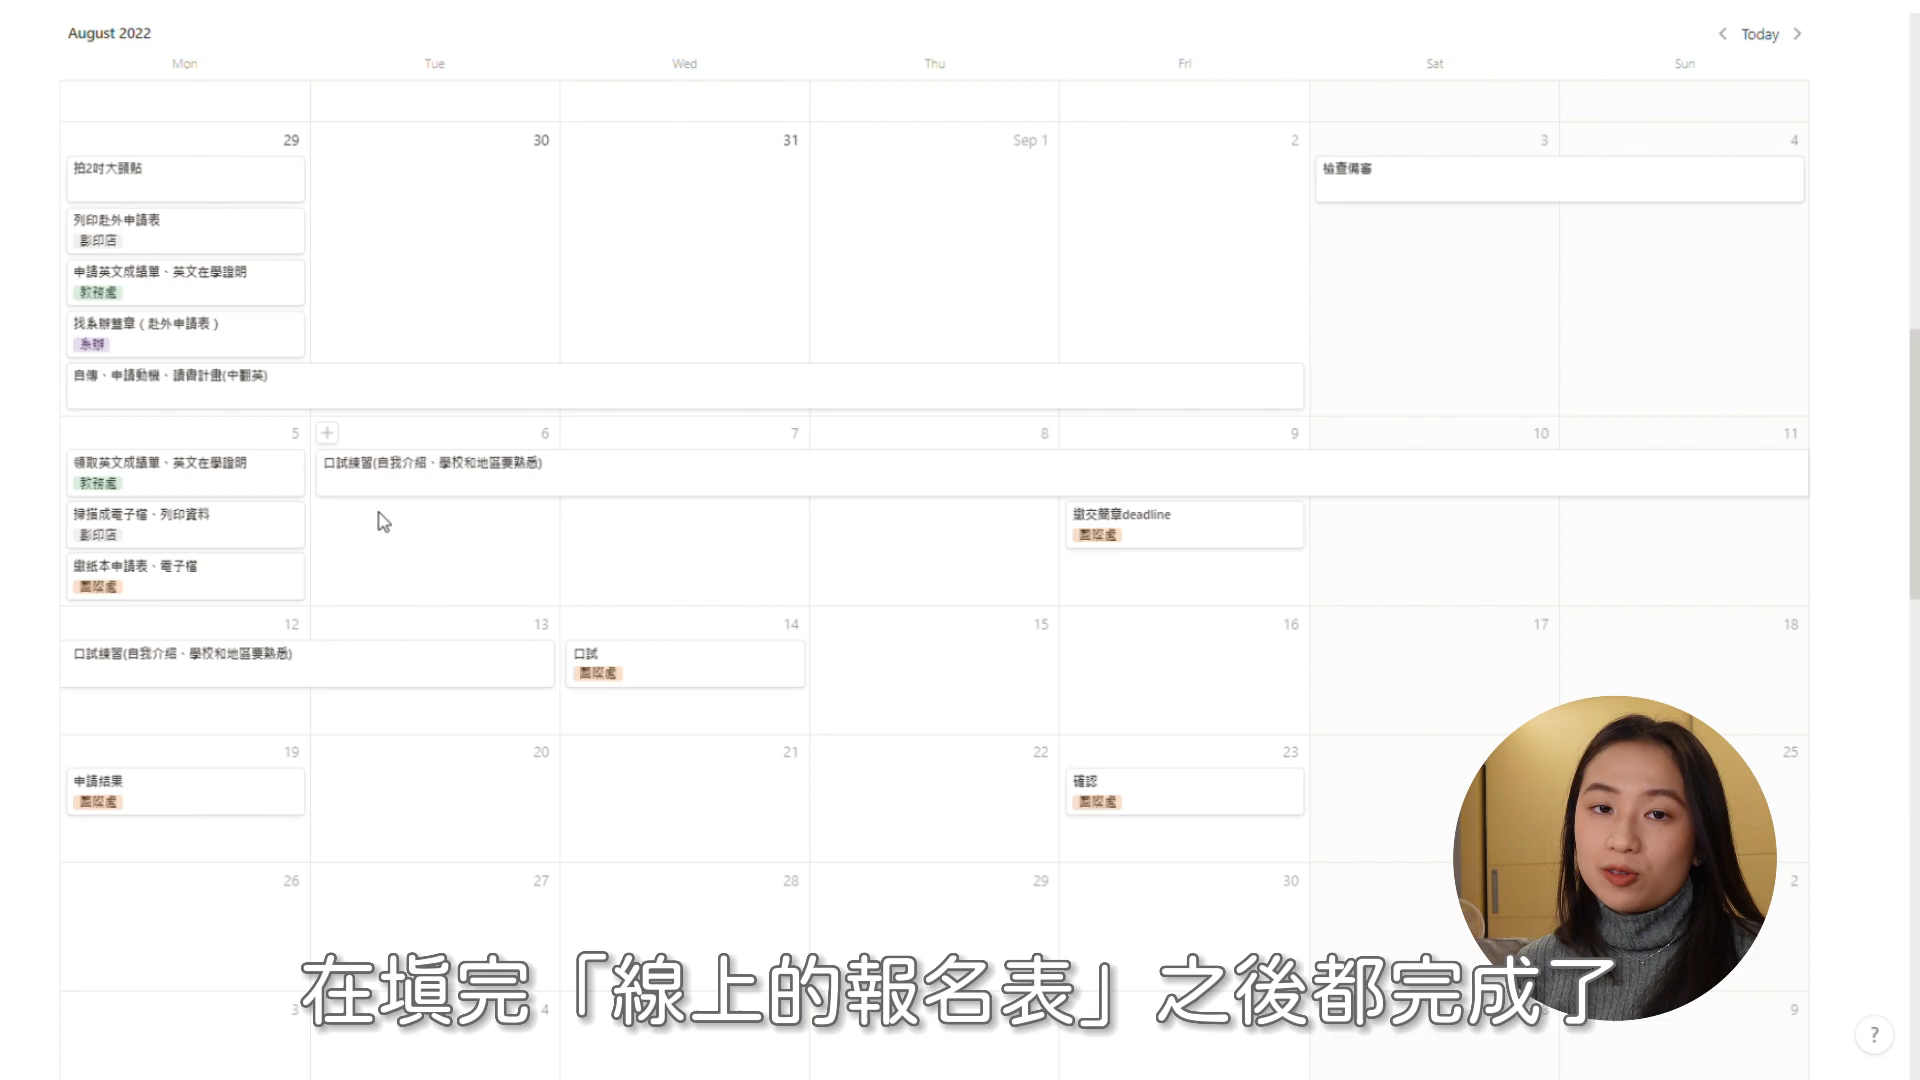 August 2022
Today
Mon Tue Wed Thu Fri Sat Sun
29 30 31 Sep 1 2 3 4
拍2吋大頭貼
檢查備審
列印赴外申請表
影印店
申請英文成績單、英文在學證明
教務處
找系辦蓋章(赴外申請表)
系辦
自傳、申請動機、讀書計畫(中翻英)
5 6 7 8 9 10 11
領取英文成績單、英文在學證明
教務處
口試練習(自我介紹、學校和地區要熟悉)
掃描成電子檔、列印資料
影印店
繳交簡章deadline
國際處
繳紙本申請表、電子檔
國際處
12 13 14 15 16 17 18
口試練習(自我介紹、學校和地區要熟悉)
口試
國際處
19 20 21 22 23 25
申請結果
國際處
確認
國際處
26 27 28 29 30 2
在填完「線上的報名表」之後都完成了
3 4 9
?